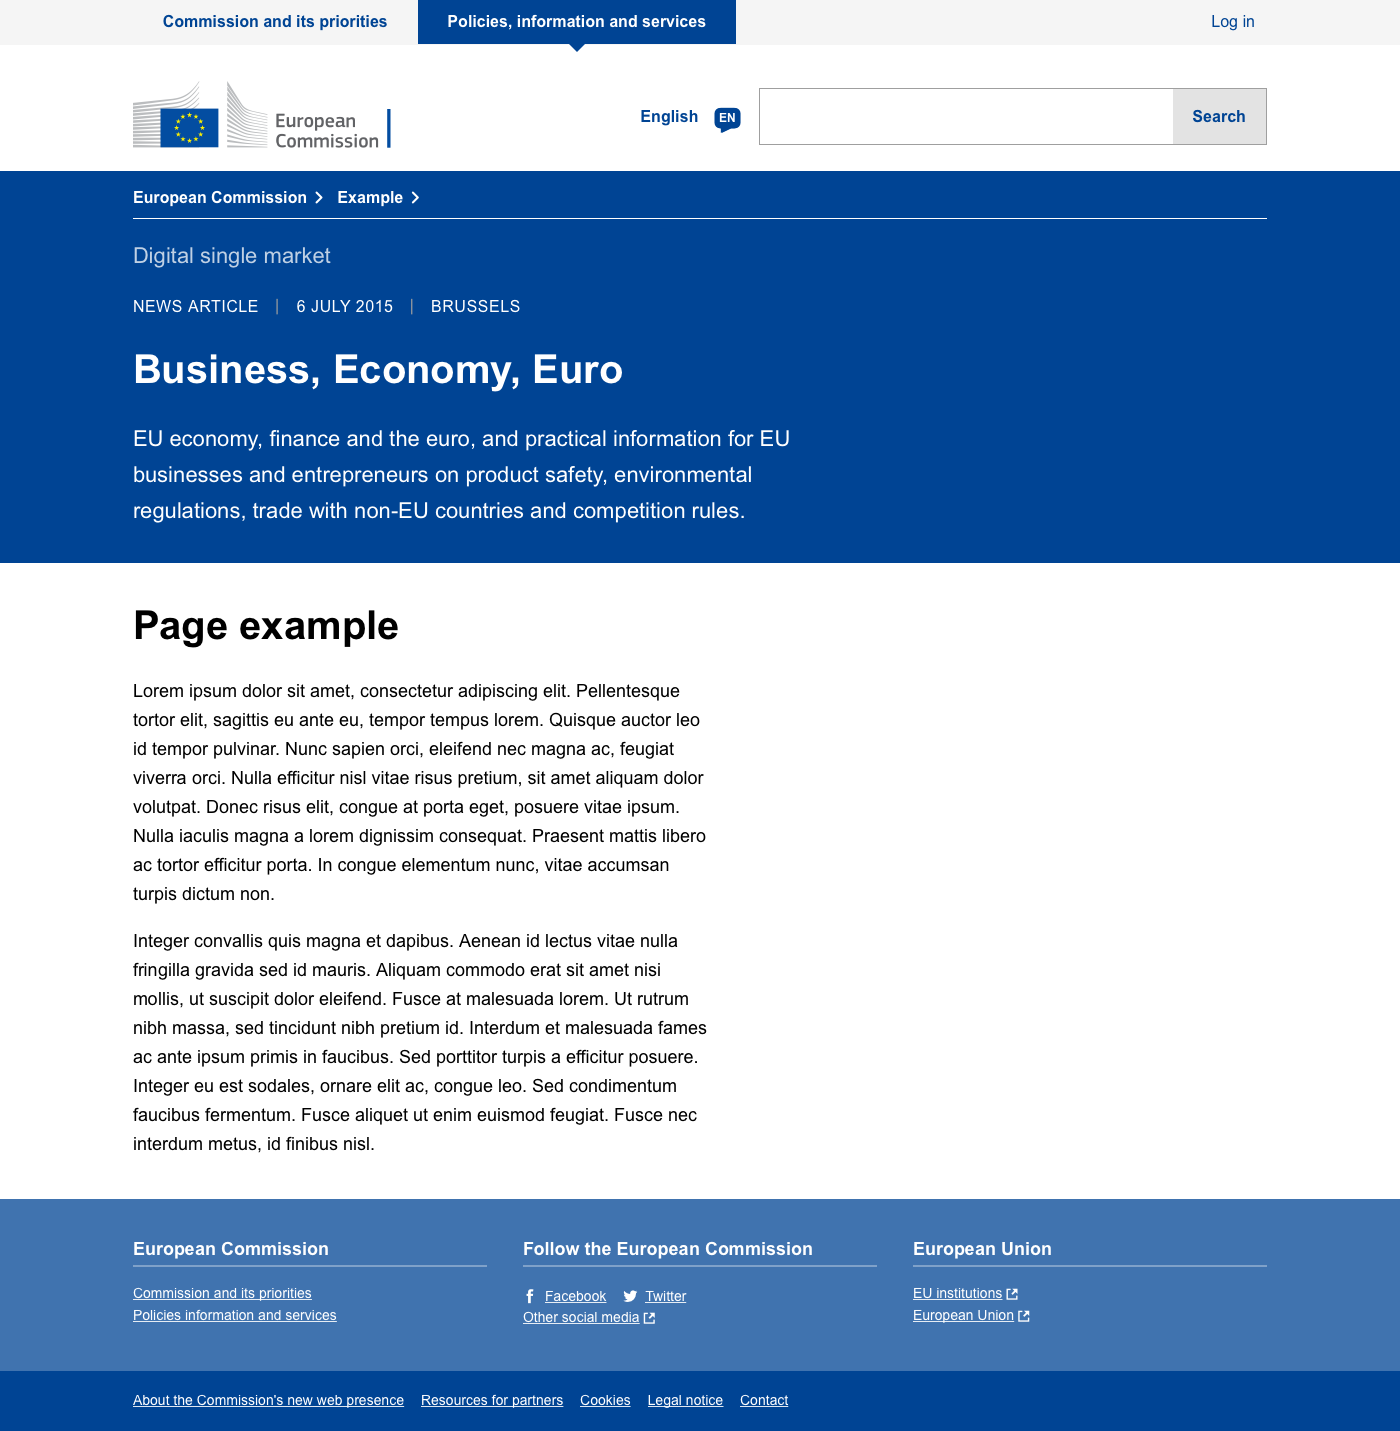 Commission and its priorities
Policies, information and services
Log in
European
Commission
English
EN
Search
European Commission
Example
Digital single market
NEWS ARTICLE | 6 JULY 2015 | BRUSSELS
Business, Economy, Euro
EU economy, finance and the euro, and practical information for EU
businesses and entrepreneurs on product safety, environmental
regulations, trade with non-EU countries and competition rules.
Page example
Lorem ipsum dolor sit amet, consectetur adipiscing elit. Pellentesque
tortor elit, sagittis eu ante eu, tempor tempus lorem. Quisque auctor leo
id tempor pulvinar. Nunc sapien orci, eleifend nec magna ac, feugiat
viverra orci. Nulla efficitur nisl vitae risus pretium, sit amet aliquam dolor
volutpat. Donec risus elit, congue at porta eget, posuere vitae ipsum.
Nulla iaculis magna a lorem dignissim consequat. Praesent mattis libero
ac tortor efficitur porta. In congue elementum nunc, vitae accumsan
turpis dictum non.
Integer convallis quis magna et dapibus. Aenean id lectus vitae nulla
fringilla gravida sed id mauris. Aliquam commodo erat sit amet nisi
mollis, ut suscipit dolor eleifend. Fusce at malesuada lorem. Ut rutrum
nibh massa, sed tincidunt nibh pretium id. Interdum et malesuada fames
ac ante ipsum primis in faucibus. Sed porttitor turpis a efficitur posuere.
Integer eu est sodales, ornare elit ac, congue leo. Sed condimentum
faucibus fermentum. Fusce aliquet ut enim euismod feugiat. Fusce nec
interdum metus, id finibus nisl.
European Commission
Commission and its priorities
Policies information and services
Follow the European Commission
Facebook
Twitter
Other social media
European Union
EU institutions
European Union
About the Commission's new web presence
Resources for partners
Cookies
Legal notice
Contact